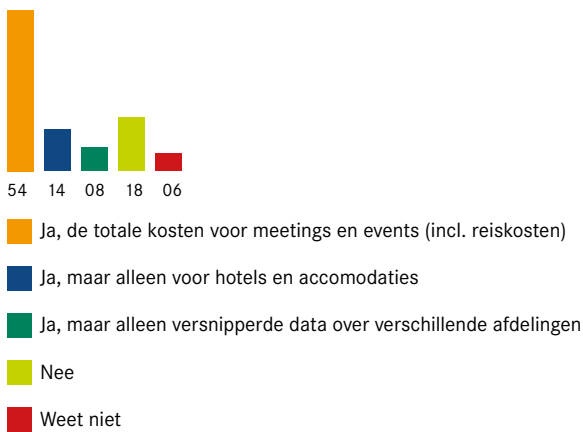 54 14 08 18 06
Ja, de totale kosten voor meetings en events (incl. reiskosten)
Ja, maar alleen voor hotels en accomodaties
Ja, maar alleen versnipperde data over verschillende afdelingen
Nee
Weet niet